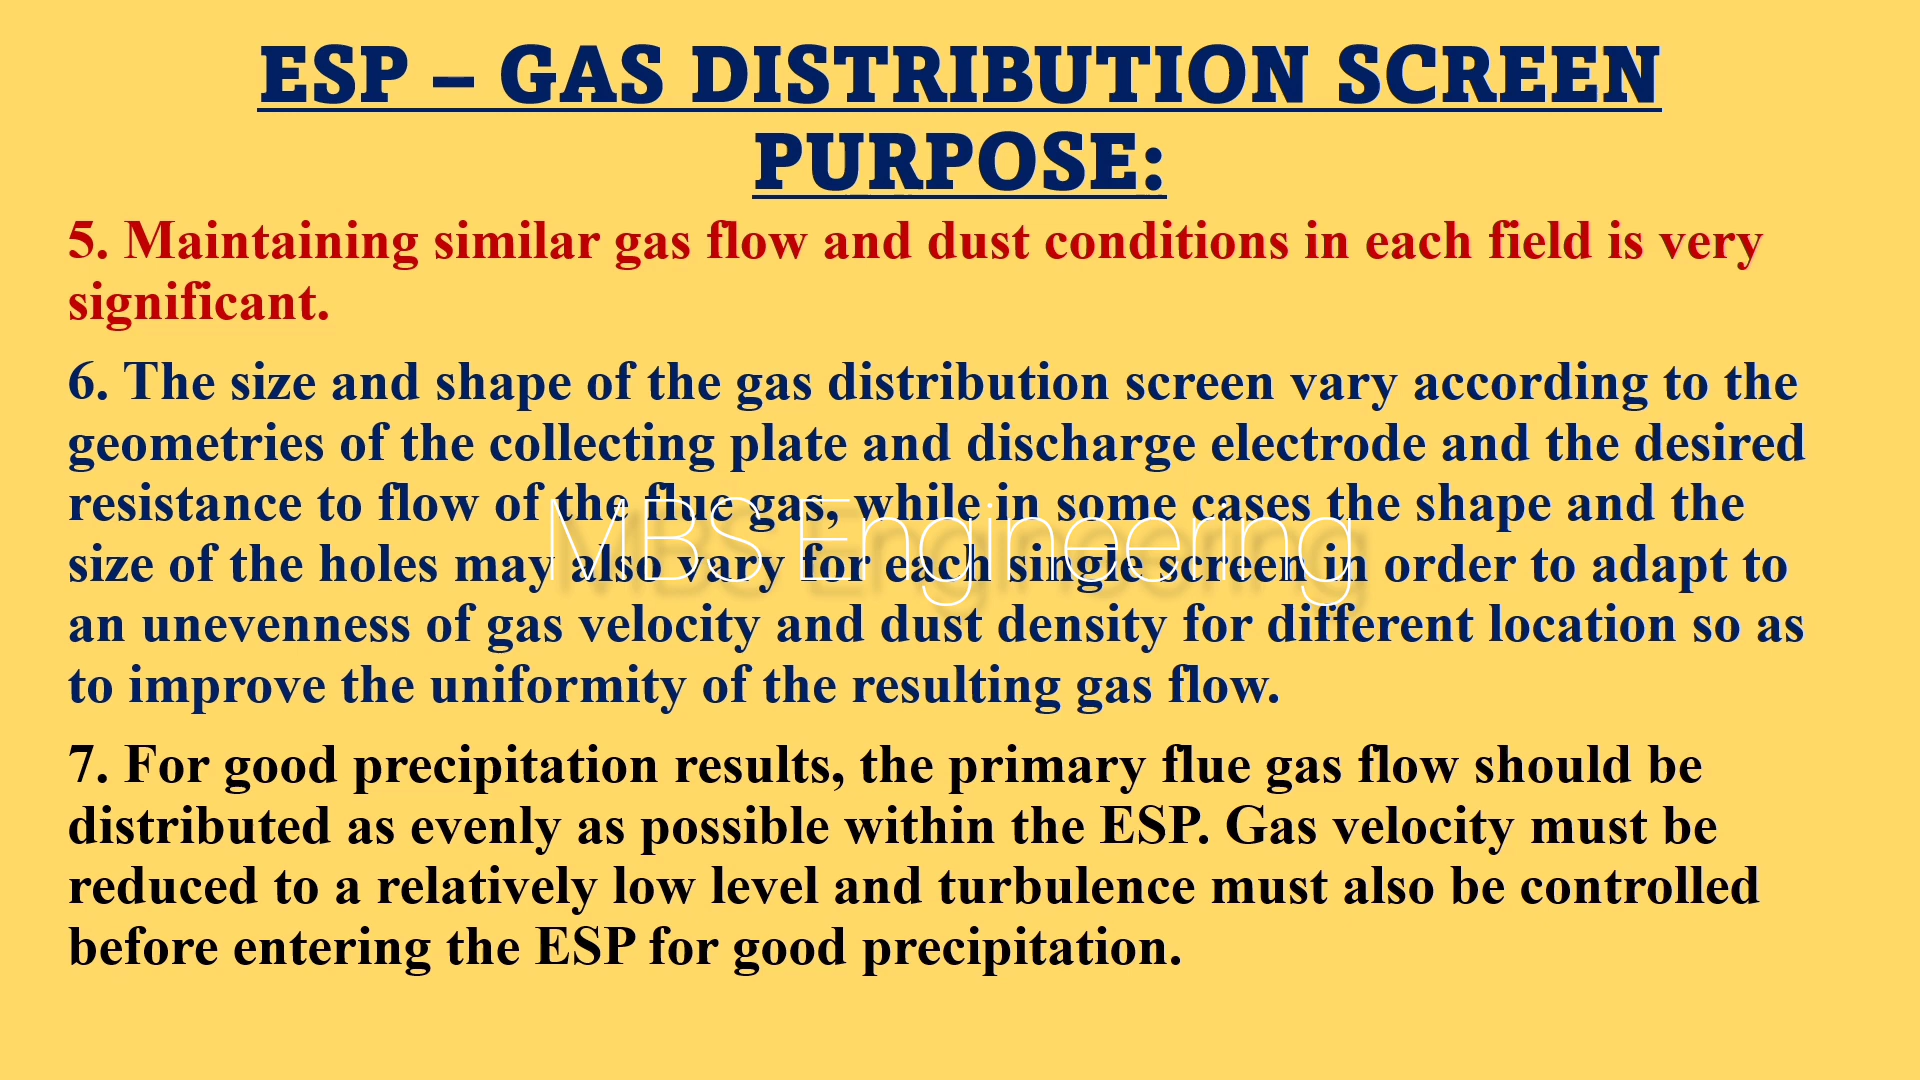 ESP – GAS DISTRIBUTION SCREEN
PURPOSE:
5. Maintaining similar gas flow and dust conditions in each field is very
significant.
6. The size and shape of the gas distribution screen vary according to the
geometries of the collecting plate and discharge electrode and the desired
resistance to flow of the flue gas, while in some cases the shape and the
size of the holes may also vary for each single screen in order to adapt to
an unevenness of gas velocity and dust density for different location so as
to improve the uniformity of the resulting gas flow.
7. For good precipitation results, the primary flue gas flow should be
distributed as evenly as possible within the ESP. Gas velocity must be
reduced to a relatively low level and turbulence must also be controlled
before entering the ESP for good precipitation.
MBS Engineering